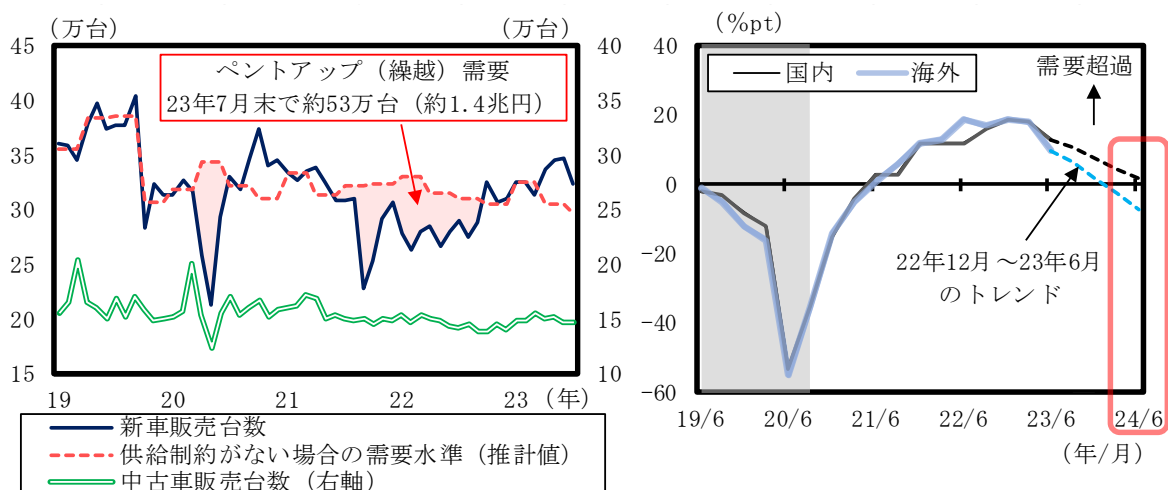 (万台)
(万台)
45
40
35
30
25
20
15
40
35
30
25
20
15
10
ペントアップ(繰越)需要
23年7月末で約53万台(約1.4兆円)
19
20
21
22
23
(年)
新車販売台数
供給制約がない場合の需要水準(推計値)
中古車販売台数(右軸)
(%pt)
40
20
0
-20
-40
-60
国内
海外
需要超過
22年12月~23年6月
のトレンド
19/6
20/6
21/6
22/6
23/6
24/6
(年/月)